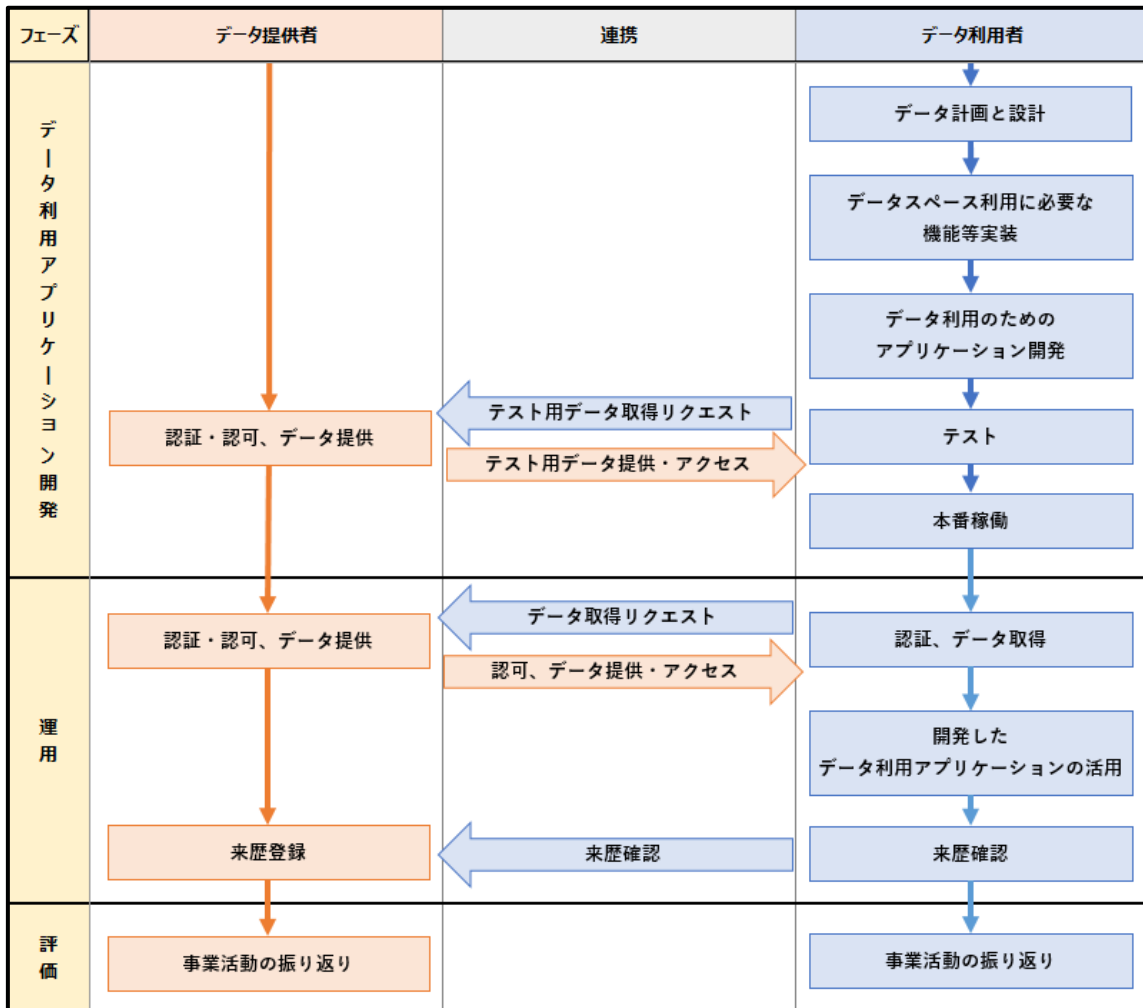 フェーズ
データ提供者
連携
データ利用者
データ利用アプリケーション開発
データ計画と設計
データスペース利用に必要な
機能等実装
データ利用のための
アプリケーション開発
認証・認可、データ提供
テスト用データ取得リクエスト
テスト用データ提供・アクセス
テスト
本番稼働
運用
認証・認可、データ提供
データ取得リクエスト
認可、データ提供・アクセス
認証、データ取得
開発した
データ利用アプリケーションの活用
来歴登録
来歴確認
来歴確認
評価
事業活動の振り返り
事業活動の振り返り